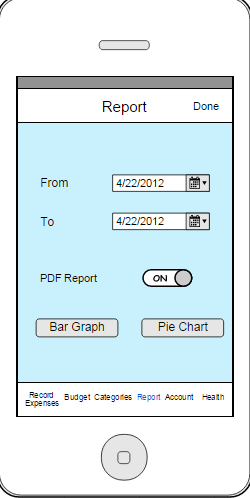 Report Done
From 4/22/2012
To 4/22/2012
PDF Report ON
Bar Graph Pie Chart
Record Expenses Budget Categories Report Account Health